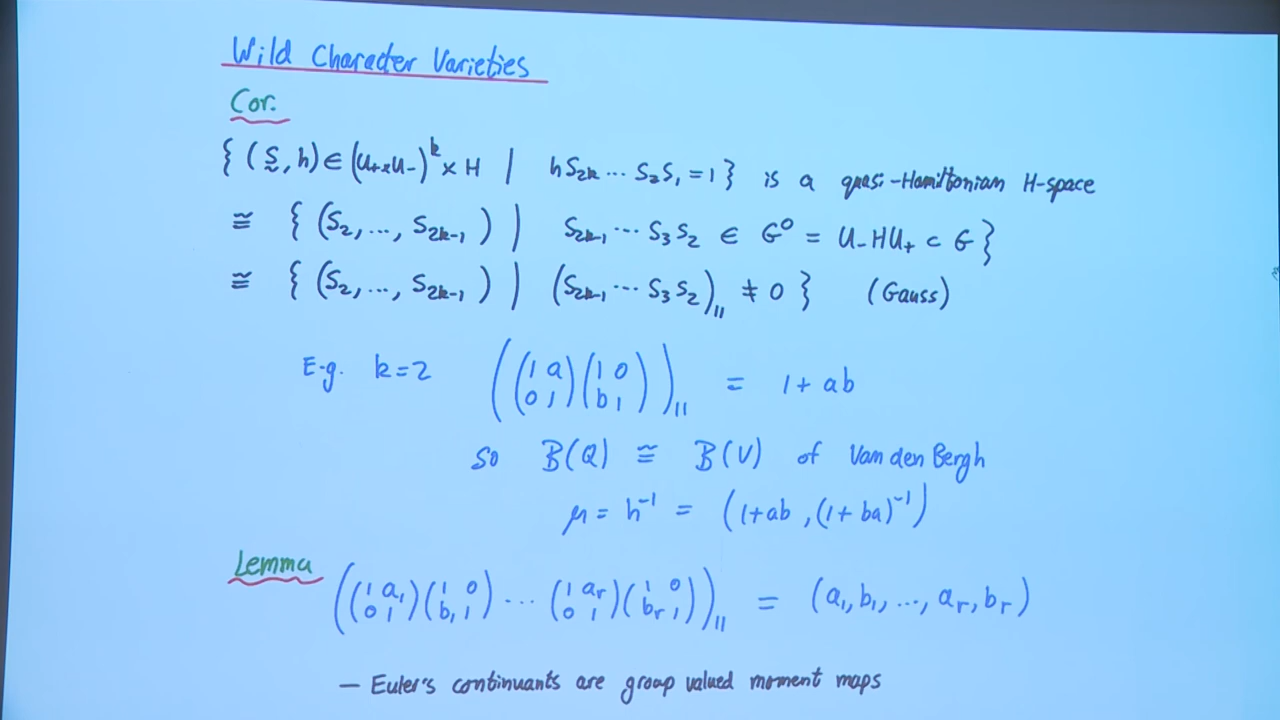 Wild Character Varieties
Cor.
{ (S̰, h) ∈ (U₊×U₋)ᵏ × H | hS₂ₖ ⋯ S₂S₁ = 1 } is a quasi-Hamiltonian H-space
≅ { (S₂, ..., S₂ₖ₋₁) | S₂ₖ₋₁ ⋯ S₃S₂ ∈ G⁰ = U₋HU₊ ⊂ G }
≅ { (S₂, ..., S₂ₖ₋₁) | (S₂ₖ₋₁ ⋯ S₃S₂)₁₁ ≠ 0 } (Gauss)
E.g. k=2 ((1 a; 0 1)(1 0; b 1))₁₁ = 1 + ab
so B(Q) ≅ B(V) of Van den Bergh
μ = h⁻¹ = (1+ab, (1+ba)⁻¹)
Lemma ((1 a₁; 0 1)(1 0; b₁ 1) ⋯ (1 aᵣ; 0 1)(1 0; bᵣ 1))₁₁ = (a₁, b₁, ..., aᵣ, bᵣ)
— Euler's continuants are group valued moment maps